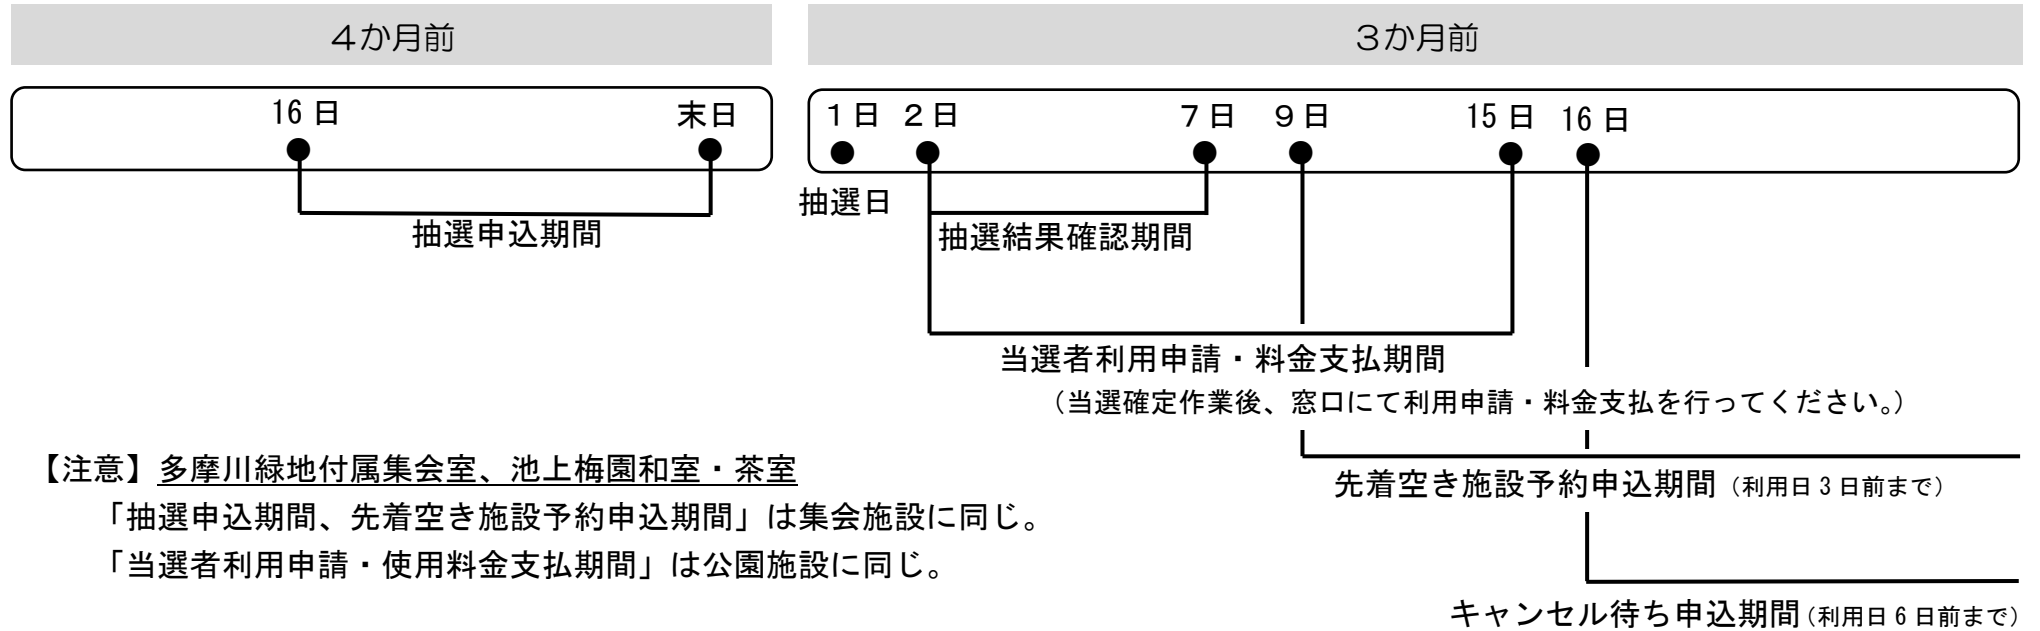 ４か月前
３か月前
16日
末日
１日
２日
７日
９日
15日
16日
抽選日
抽選申込期間
抽選結果確認期間
当選者利用申請・料金支払期間
（当選確定作業後、窓口にて利用申請・料金支払を行ってください。）
【注意】多摩川緑地付属集会室、池上梅園和室・茶室
「抽選申込期間、先着空き施設予約申込期間」は集会施設に同じ。
「当選者利用申請・使用料金支払期間」は公園施設に同じ。
先着空き施設予約申込期間（利用日3日前まで）
キャンセル待ち申込期間（利用日6日前まで）